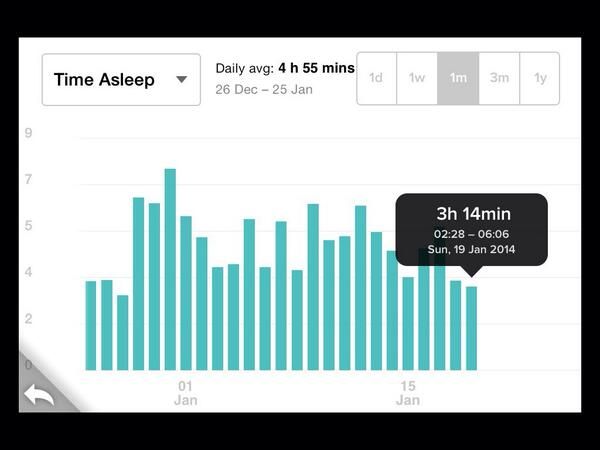 Time Asleep
Daily avg: 4 h 55 mins
26 Dec – 25 Jan
1d 1w 1m 3m 1y
9
7
5
4
2
0
3h 14min
02:28 – 06:06
Sun, 19 Jan 2014
01
Jan
15
Jan